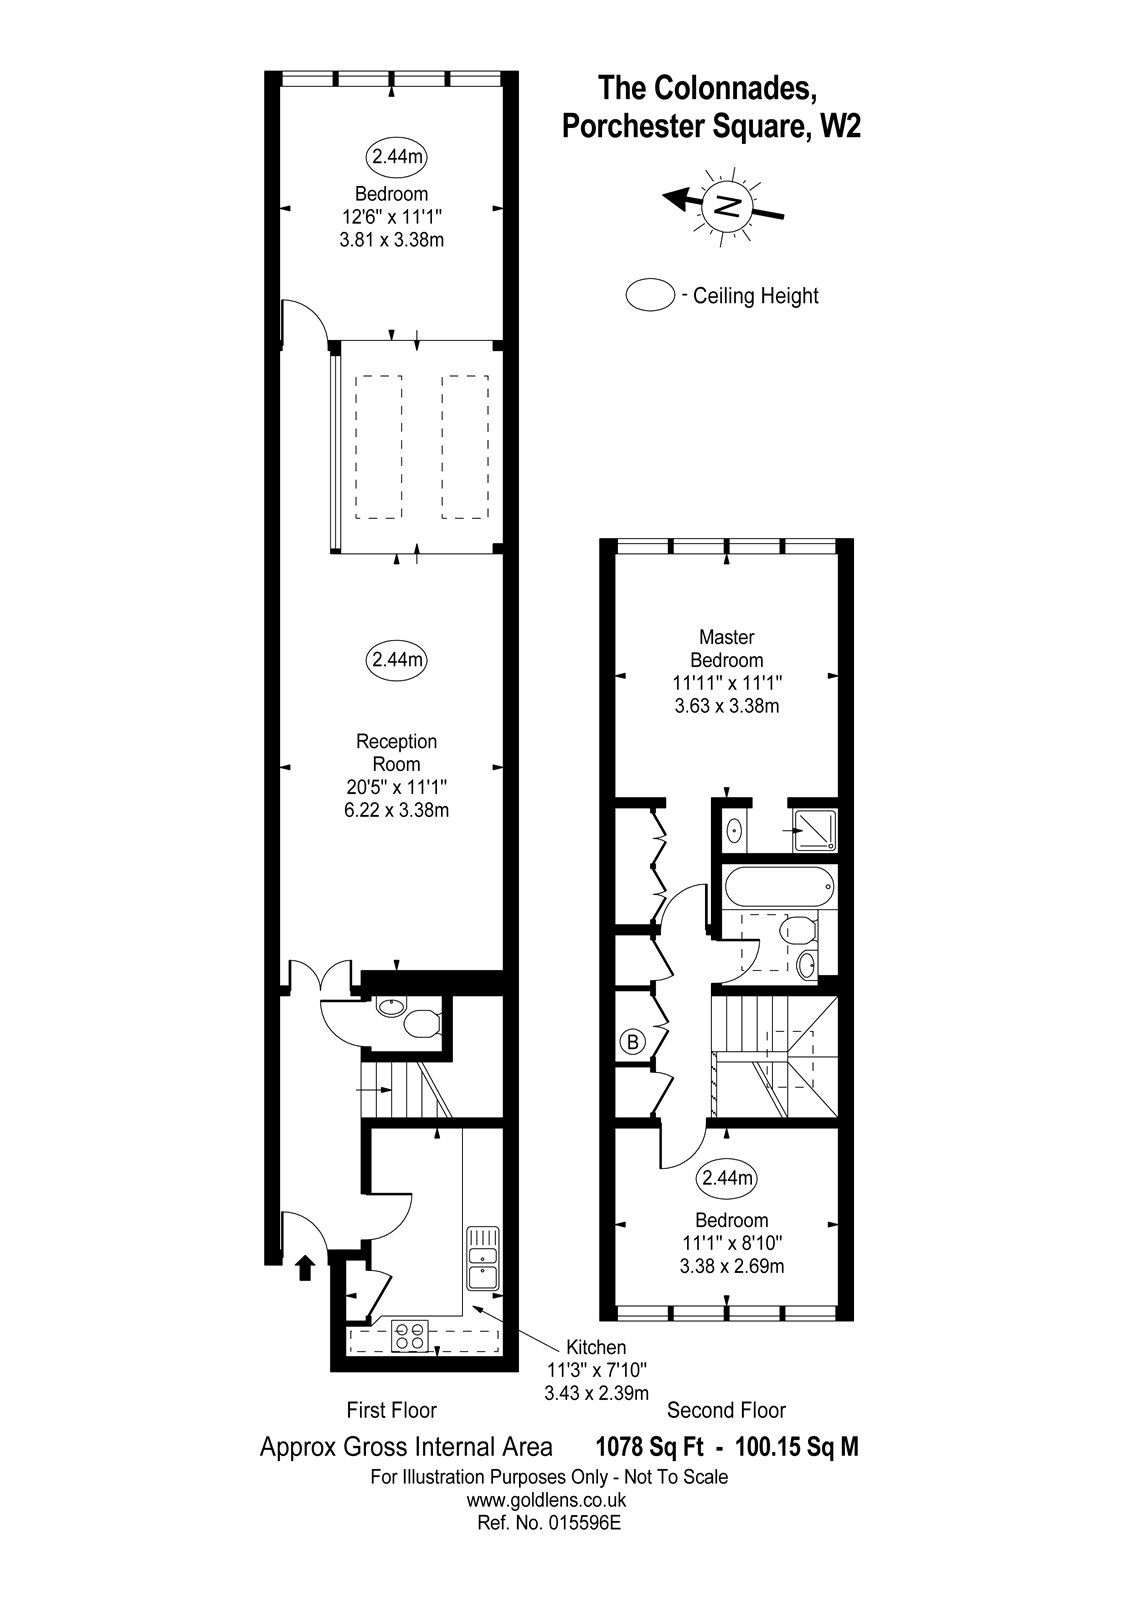 The Colonnades,
Porchester Square, W2
N
- Ceiling Height
2.44m
Bedroom
12'6" x 11'1"
3.81 x 3.38m
2.44m
Reception
Room
20'5" x 11'1"
6.22 x 3.38m
Master
Bedroom
11'11" x 11'1"
3.63 x 3.38m
B
2.44m
Bedroom
11'1" x 8'10"
3.38 x 2.69m
Kitchen
11'3" x 7'10"
3.43 x 2.39m
First Floor
Second Floor
Approx Gross Internal Area 1078 Sq Ft - 100.15 Sq M
For Illustration Purposes Only - Not To Scale
www.goldlens.co.uk
Ref. No. 015596E